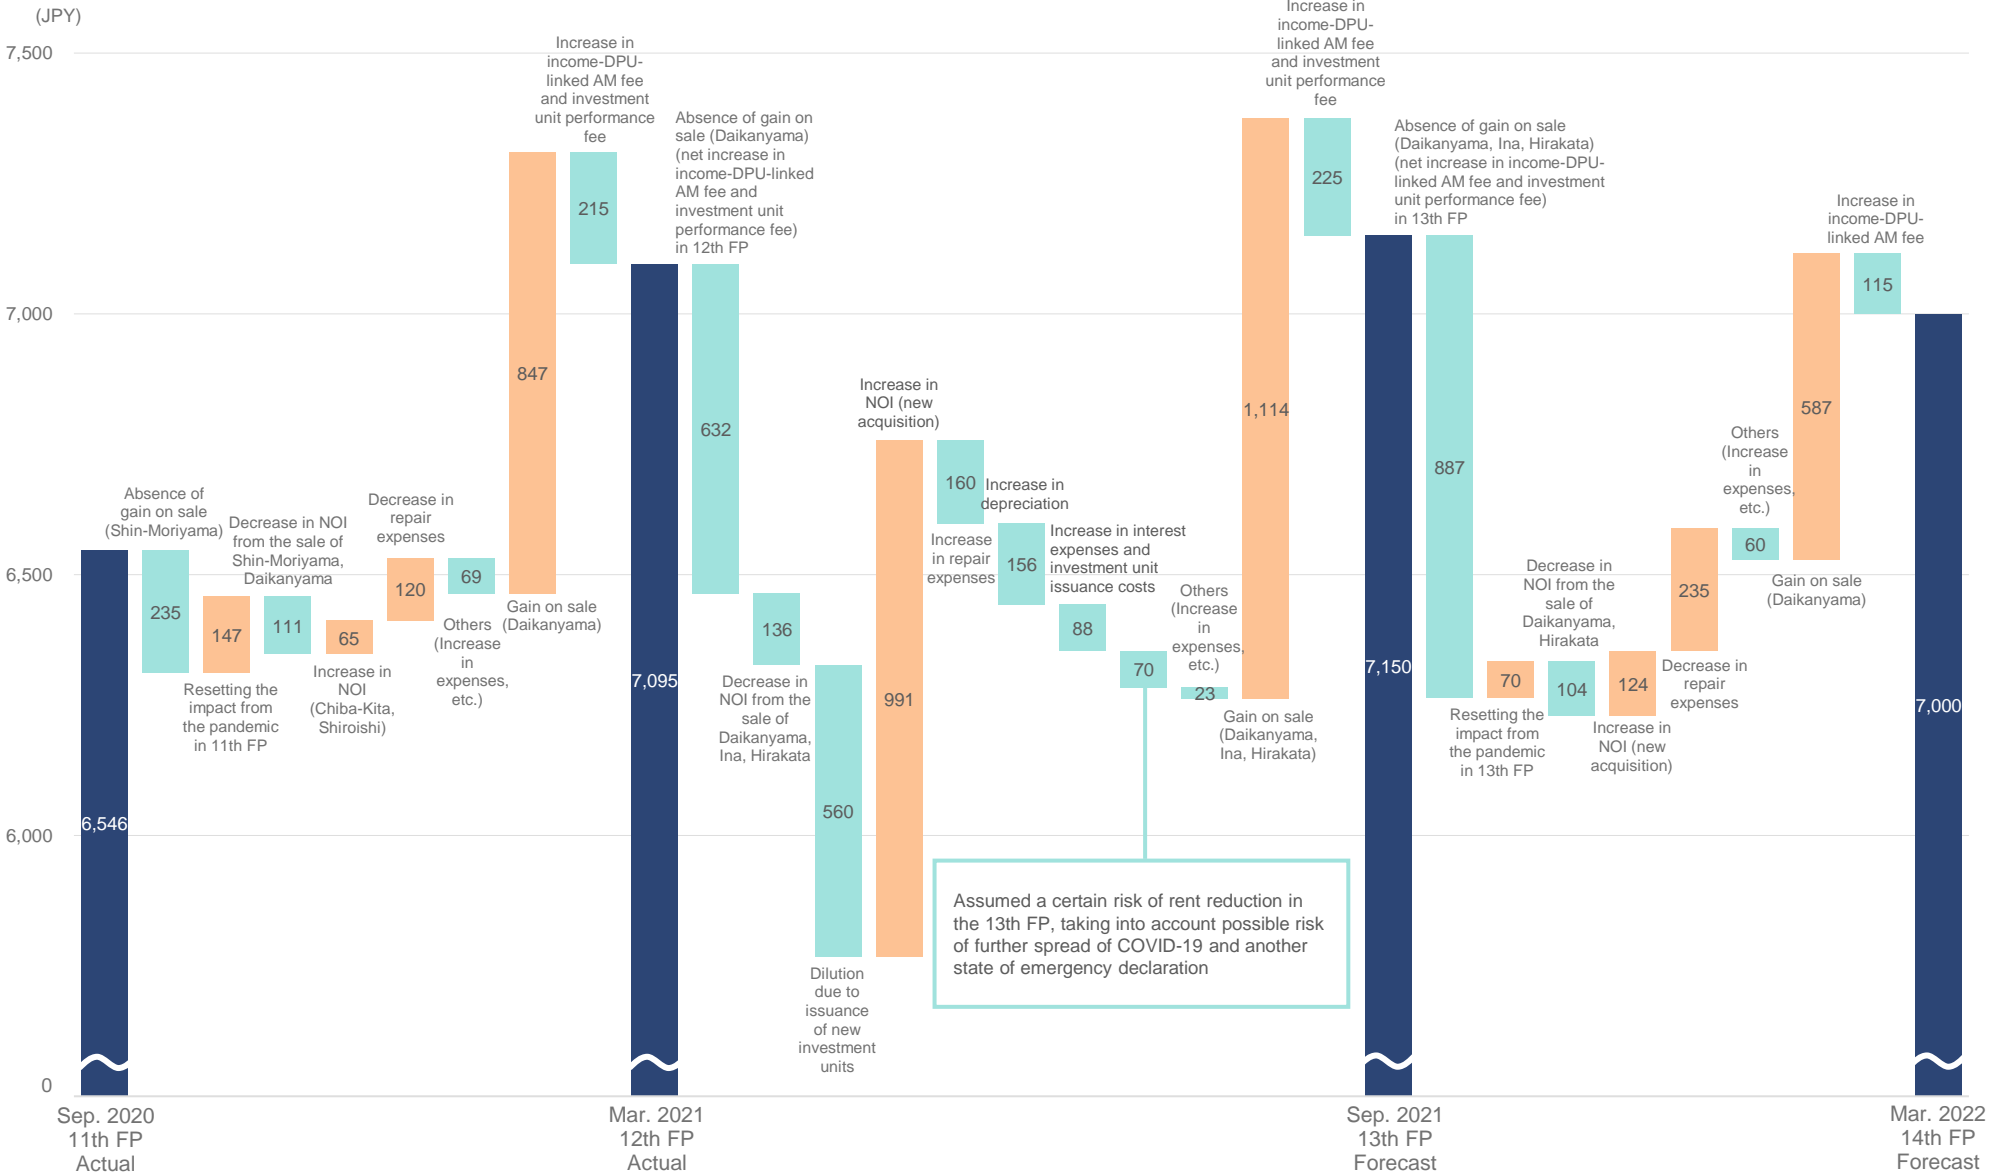 (JPY)
7,500
7,000
6,500
6,000
0
6,546
Absence of
gain on sale
(Shin-Moriyama)
235
147
Resetting the
impact from
the pandemic
in 11th FP
Decrease in NOI
from the sale of
Shin-Moriyama,
Daikanyama
111
65
Increase in
NOI
(Chiba-Kita,
Shiroishi)
Decrease in
repair
expenses
120
69
Others
(Increase
in
expenses,
etc.)
847
Gain on sale
(Daikanyama)
Increase in
income-DPU-
linked AM fee
and investment
unit performance
fee
215
7,095
Absence of gain on
sale (Daikanyama)
(net increase in
income-DPU-linked
AM fee and
investment unit
performance fee)
in 12th FP
632
136
Decrease in
NOI from the
sale of
Daikanyama,
Ina, Hirakata
560
Dilution
due to
issuance
of new
investment
units
Increase in
NOI (new
acquisition)
991
160
Increase
in repair
expenses
Increase in
depreciation
156
Increase in interest
expenses and
investment unit
issuance costs
88
70
Assumed a certain risk of rent reduction in
the 13th FP, taking into account possible risk
of further spread of COVID-19 and another
state of emergency declaration
Others
(Increase
in
expenses,
etc.)
23
1,114
Gain on sale
(Daikanyama,
Ina, Hirakata)
Increase in
income-DPU-
linked AM fee
and investment
unit performance
fee
225
7,150
Absence of gain on sale
(Daikanyama, Ina, Hirakata)
(net increase in income-DPU-
linked AM fee and investment
unit performance fee)
in 13th FP
887
70
Resetting the
impact from
the pandemic
in 13th FP
Decrease in
NOI from the
sale of
Daikanyama,
Hirakata
104
124
Increase in
NOI (new
acquisition)
235
Decrease in
repair
expenses
Others
(Increase
in
expenses,
etc.)
60
587
Gain on sale
(Daikanyama)
Increase in
income-DPU-
linked AM fee
115
7,000
Sep. 2020
11th FP
Actual
Mar. 2021
12th FP
Actual
Sep. 2021
13th FP
Forecast
Mar. 2022
14th FP
Forecast